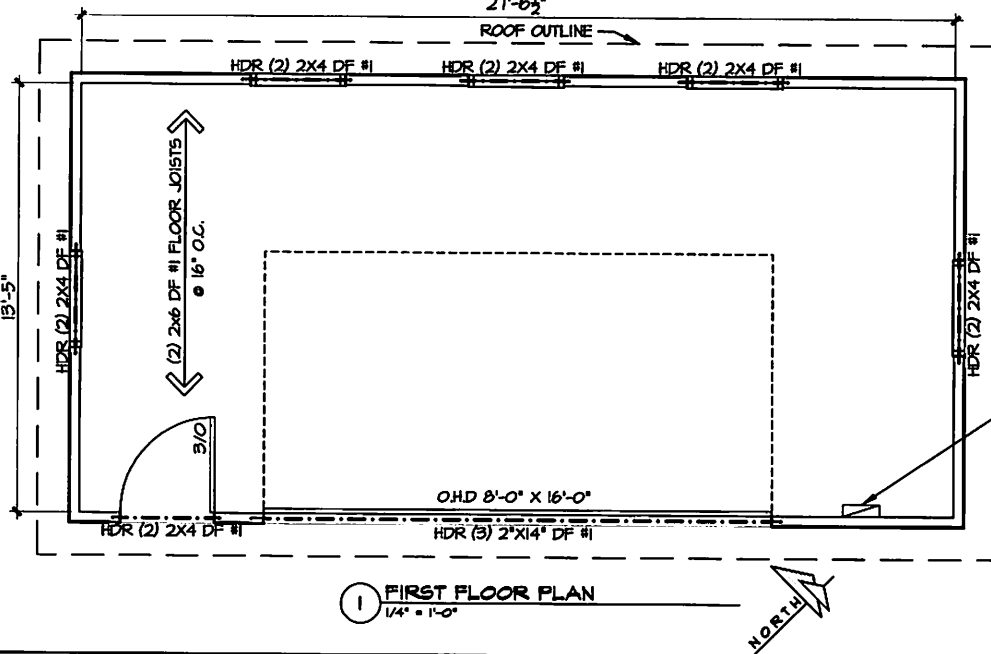 27'-6½"
ROOF OUTLINE
HDR (2) 2X4 DF #1
HDR (2) 2X4 DF #1
HDR (2) 2X4 DF #1
13'-5"
HDR (2) 2X4 DF #1
(2) 2x6 DF #1 FLOOR JOISTS
@ 16" O.C.
HDR (2) 2X4 DF #1
3/0
O.H.D 8'-0" X 16'-0"
HDR (2) 2X4 DF #1
HDR (3) 2"X14" DF #1
1 FIRST FLOOR PLAN
1/4" = 1'-0"
NORTH